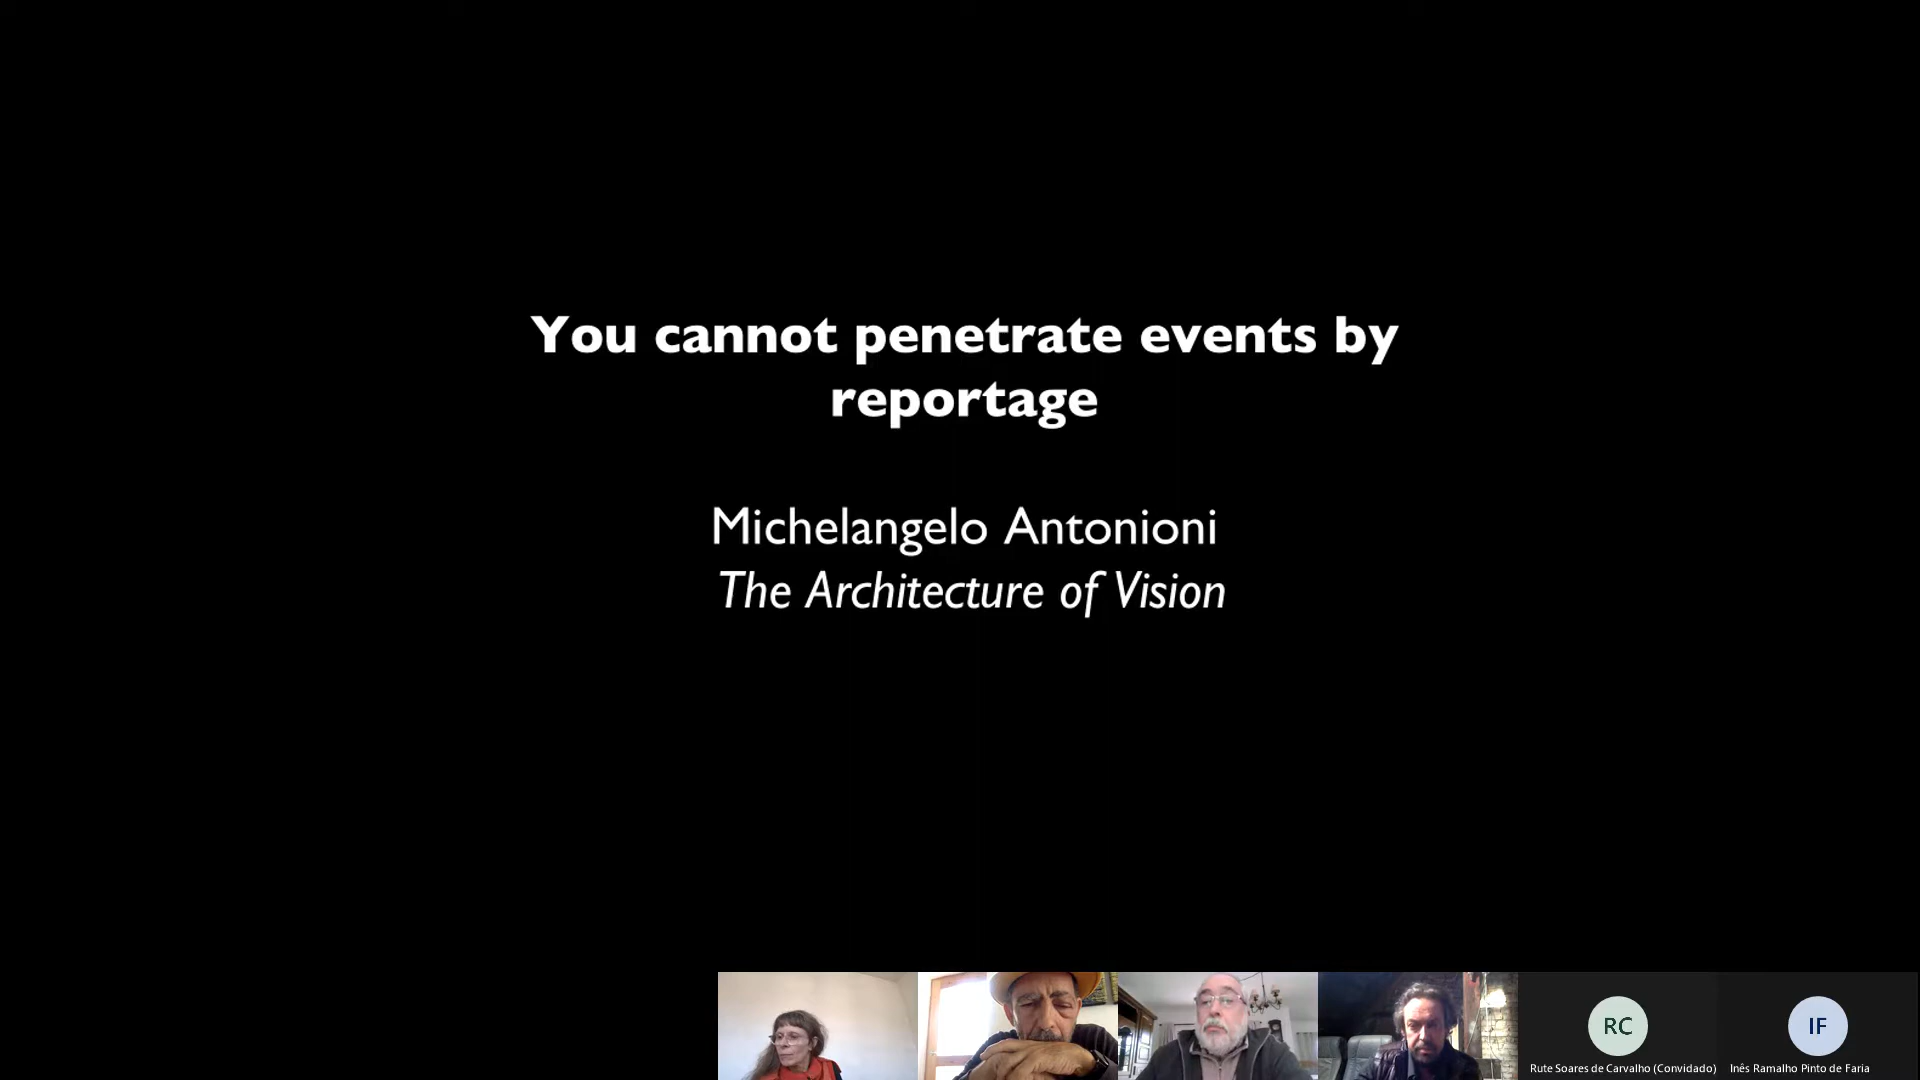 You cannot penetrate events by
reportage
Michelangelo Antonioni
The Architecture of Vision
RC
IF
Rute Soares de Carvalho (Convidado)
Inês Ramalho Pinto de Faria